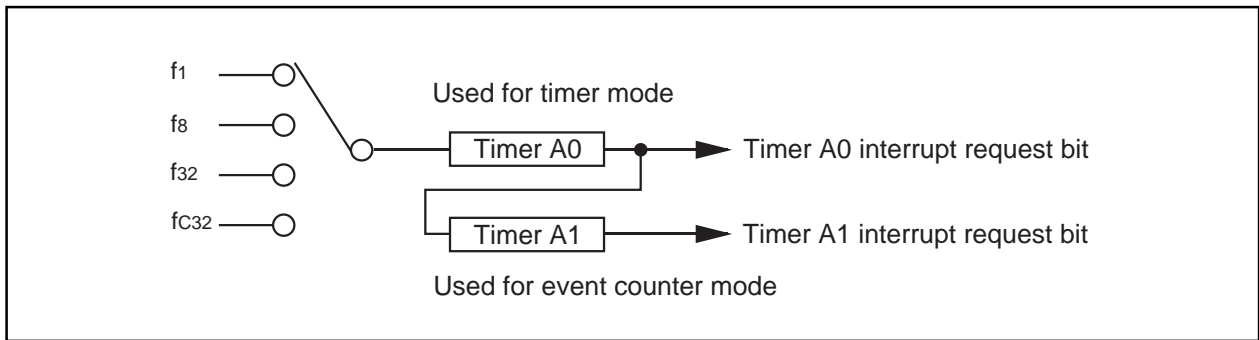 f1
f8
f32
fC32
Used for timer mode
Timer A0
Timer A0 interrupt request bit
Timer A1
Timer A1 interrupt request bit
Used for event counter mode